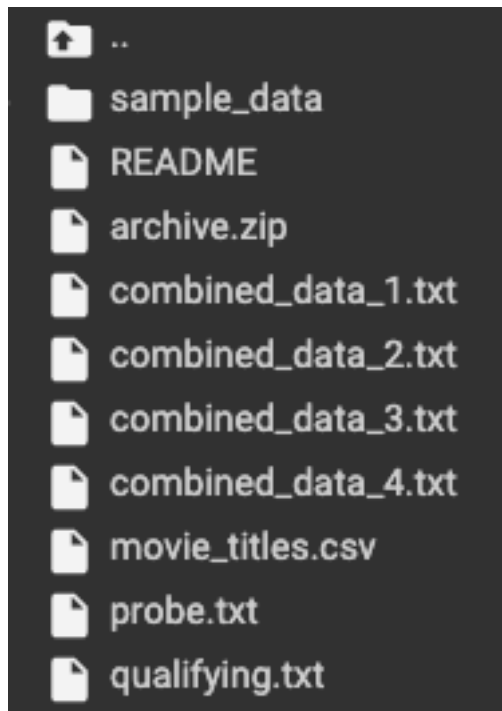 ..
sample_data
README
archive.zip
combined_data_1.txt
combined_data_2.txt
combined_data_3.txt
combined_data_4.txt
movie_titles.csv
probe.txt
qualifying.txt